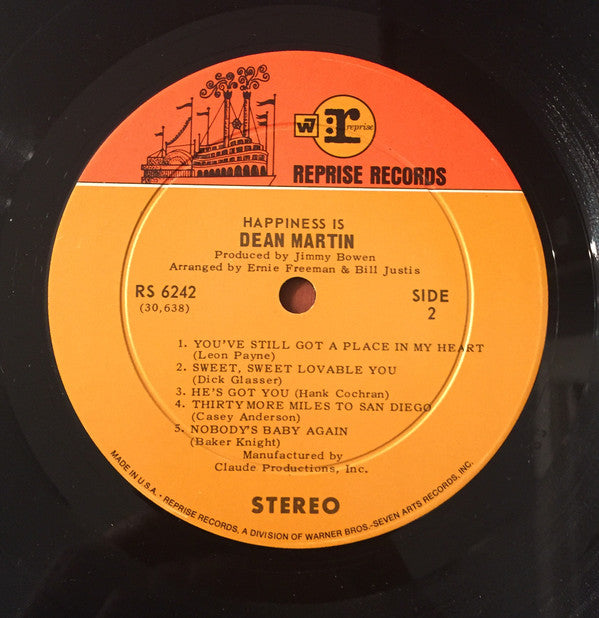 W
r
reprise
REPRISE RECORDS
HAPPINESS IS
DEAN MARTIN
Produced by Jimmy Bowen
Arranged by Ernie Freeman & Bill Justis
RS 6242
(30,638)
SIDE
2
1. YOU'VE STILL GOT A PLACE IN MY HEART
(Leon Payne)
2. SWEET, SWEET LOVABLE YOU
(Dick Glasser)
3. HE'S GOT YOU (Hank Cochran)
4. THIRTY MORE MILES TO SAN DIEGO
(Casey Anderson)
5. NOBODY'S BABY AGAIN
(Baker Knight)
Manufactured by
Claude Productions, Inc.
STEREO
MADE IN U.S.A. - REPRISE RECORDS. A DIVISION OF WARNER BROS.-SEVEN ARTS RECORDS, INC.